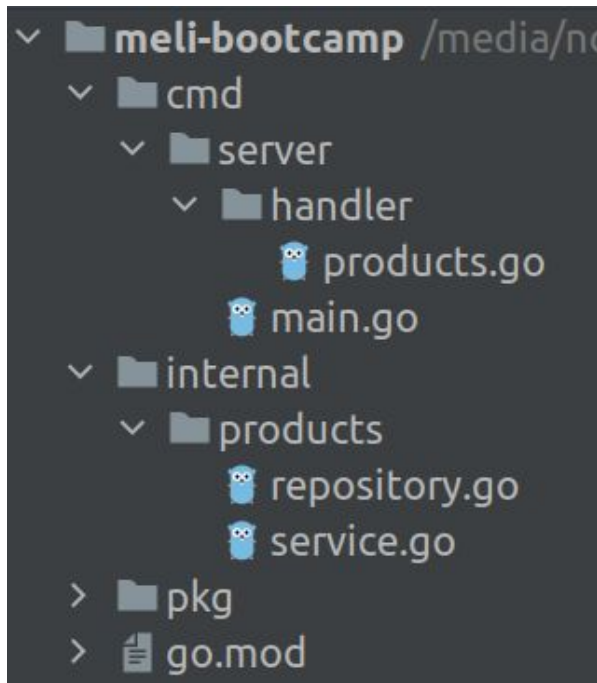 meli-bootcamp /media/no
cmd
server
handler
products.go
main.go
internal
products
repository.go
service.go
pkg
go.mod